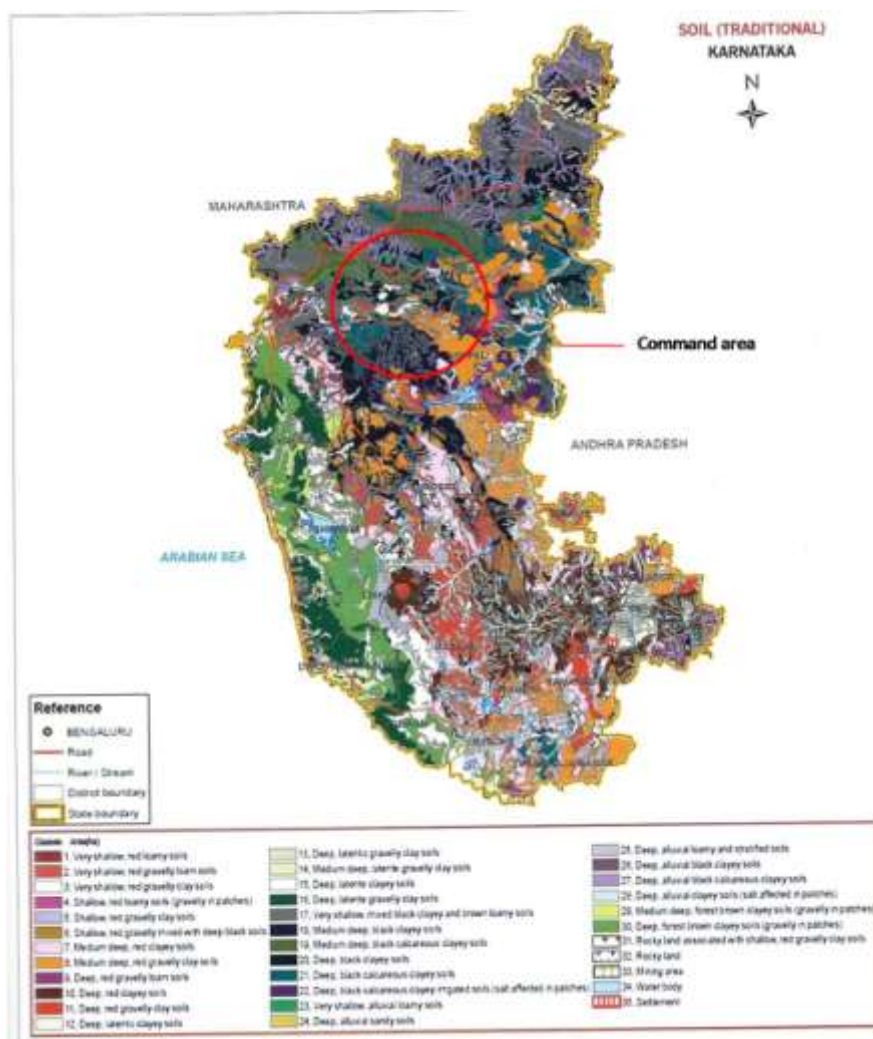 SOIL (TRADITIONAL)
KARNATAKA
N
MAHARASHTRA
Command area
ANDHRA PRADESH
ARABIAN SEA
Reference
BENGALURU
Road
River / Stream
District boundary
State boundary
1. Very shallow, red loamy soils
2. Very shallow, red gravelly loam soils
3. Very shallow, red gravelly clay soils
4. Shallow, red loamy soils (gravelly in patches)
5. Shallow, red gravelly clay soils
6. Shallow, red gravelly mixed with deep black soils
7. Medium deep, red clayey soils
8. Medium deep, red gravelly clay soils
9. Deep, red gravelly loam soils
10. Deep, red clayey soils
11. Deep, red gravelly clay soils
12. Deep, lateritic clayey soils
13. Deep, lateritic gravelly clay soils
14. Medium deep, laterite gravelly clay soils
15. Deep, laterite clayey soils
16. Deep, laterite gravelly clay soils
17. Very shallow, mixed black clayey and brown loamy soils
18. Medium deep, black clayey soils
19. Medium deep, black calcareous clayey soils
20. Deep, black clayey soils
21. Deep, black calcareous clayey soils
22. Deep, black calcareous clayey irrigated soils (salt affected in patches)
23. Very shallow, alluvial loamy soils
24. Deep, alluvial sandy soils
25. Deep, alluvial loamy and stratified soils
26. Deep, alluvial black clayey soils
27. Deep, alluvial black calcareous clayey soils
28. Deep, alluvial clayey soils (salt affected in patches)
29. Medium deep, forest brown clayey soils (gravelly in patches)
30. Deep, forest brown clayey soils (gravelly in patches)
31. Rocky land associated with shallow, red gravelly clay soils
32. Rocky land
33. Mining area
34. Water body
35. Settlement